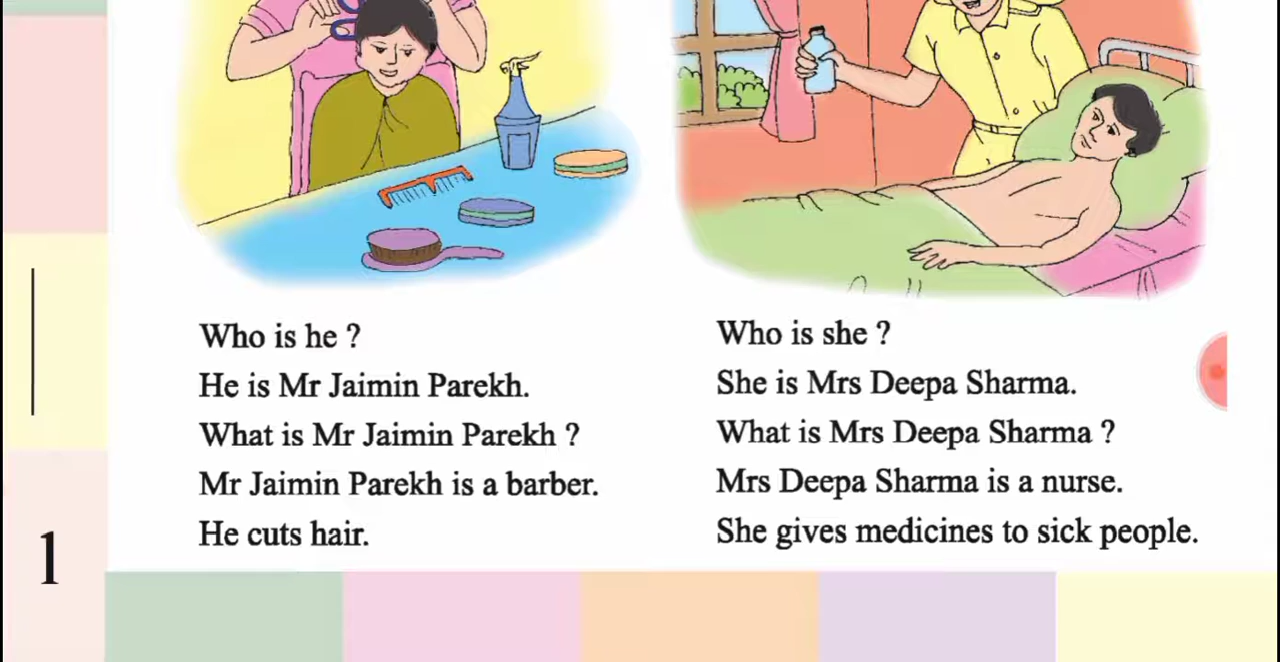 Who is he ?
He is Mr Jaimin Parekh.
What is Mr Jaimin Parekh ?
Mr Jaimin Parekh is a barber.
He cuts hair.
Who is she ?
She is Mrs Deepa Sharma.
What is Mrs Deepa Sharma ?
Mrs Deepa Sharma is a nurse.
She gives medicines to sick people.
1